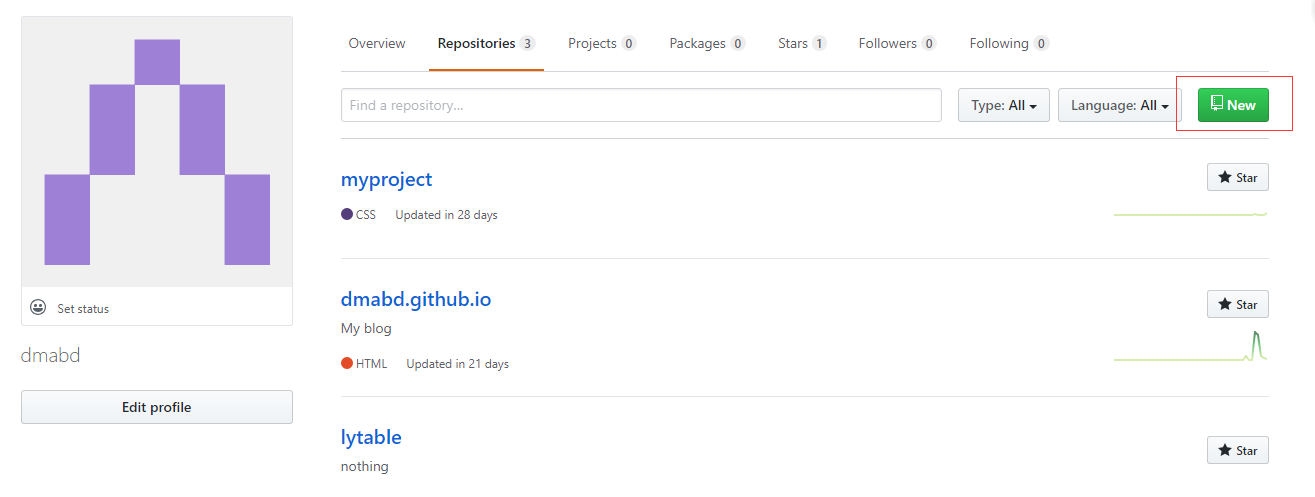 Overview Repositories 3 Projects 0 Packages 0 Stars 1 Followers 0 Following 0
Find a repository... Type: All Language: All New
myproject Star
CSS Updated in 28 days
dmabd.github.io Star
My blog
HTML Updated in 21 days
lytable Star
nothing
Set status
dmabd
Edit profile